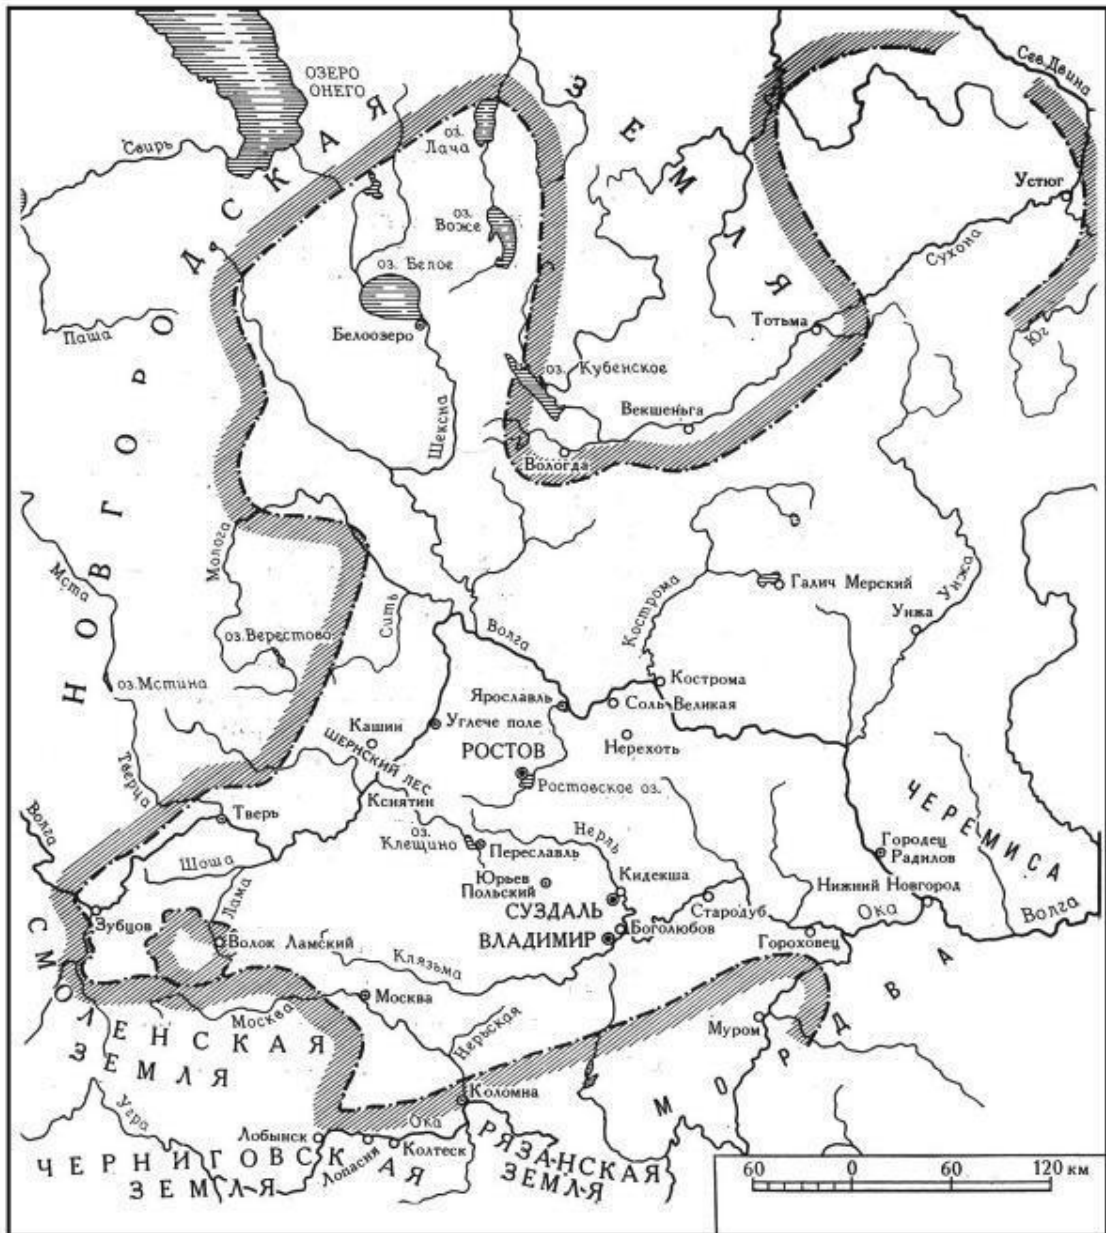 ОЗЕРО
ОНЕГО
Свирь
оз.
Лача
оз.
Воже
оз. Белое
Белоозеро
Паша
Шексна
Сев. Двина
Устюг
Сухона
Юг
Тотьма
оз. Кубенское
Векшеньга
Вологда
НОВГОРОДСКАЯ ЗЕМЛЯ
Молога
Мста
оз. Верестово
Сить
оз. Мстина
Волга
Кострома
Галич Мерский
Унжа
Унжа
Кострома
Ярославль
Соль Великая
Нерехоть
Кашин
Углече поле
ШЕРНСКИЙ ЛЕС
РОСТОВ
Ростовское оз.
Тверца
Тверь
Кснятин
оз.
Клещино
Переславль
Нерль
Волга
Шоша
Лама
Зубцов
Волок Ламский
Юрьев
Польский
Кидекша
СУЗДАЛЬ
ВЛАДИМИР
Боголюбов
Стародуб
Клязьма
Гороховец
Ока
Нижний Новгород
Городец
Радилов
ЧЕРЕМИСА
Волга
Москва
Москва
Нерьская
Муром
МОРДВА
СМОЛЕНСКАЯ
ЗЕМЛЯ
Угра
Коломна
Ока
Лобынск
Лопасня
Колтеск
ЧЕРНИГОВСКАЯ
ЗЕМЛЯ
РЯЗАНСКАЯ
ЗЕМЛЯ
60 0 60 120 км